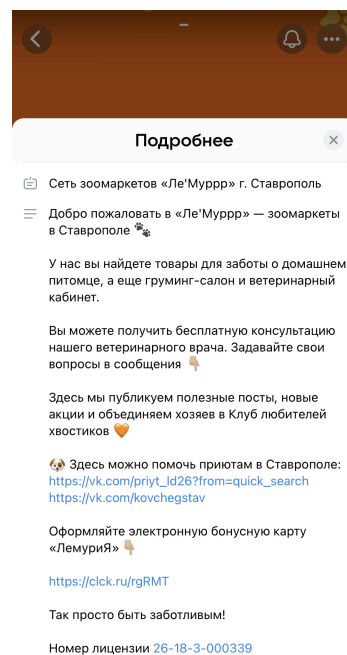 Подробнее
Сеть зоомаркетов «Ле'Муррр» г. Ставрополь
Добро пожаловать в «Ле'Муррр» — зоомаркеты
в Ставрополе 🐾
У нас вы найдете товары для заботы о домашнем
питомце, а еще груминг-салон и ветеринарный
кабинет.
Вы можете получить бесплатную консультацию
нашего ветеринарного врача. Задавайте свои
вопросы в сообщения 👇🏼
Здесь мы публикуем полезные посты, новые
акции и объединяем хозяев в Клуб любителей
хвостиков 🧡
🐶 Здесь можно помочь приютам в Ставрополе:
https://vk.com/priyt_ld26?from=quick_search
https://vk.com/kovchegstav
Оформляйте электронную бонусную карту
«ЛемуриЯ» 👇🏼
https://clck.ru/rgRMT
Так просто быть заботливым!
Номер лицензии 26-18-3-000339